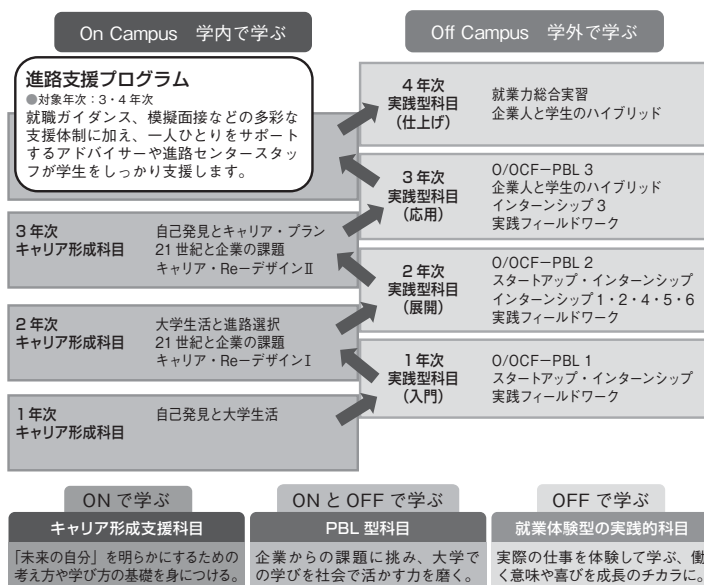 On Campus 学内で学ぶ
Off Campus 学外で学ぶ
進路支援プログラム
●対象年次：3・4年次
就職ガイダンス、模擬面接などの多彩な
支援体制に加え、一人ひとりをサポート
するアドバイザーや進路センタースタッ
フが学生をしっかり支援します。
4年次
実践型科目
(仕上げ)
就業力総合実習
企業人と学生のハイブリッド
3年次
実践型科目
(応用)
O/OCF−PBL 3
企業人と学生のハイブリッド
インターンシップ3
実践フィールドワーク
3年次
キャリア形成科目
自己発見とキャリア・プラン
21世紀と企業の課題
キャリア・Re−デザインⅡ
2年次
実践型科目
(展開)
O/OCF−PBL 2
スタートアップ・インターンシップ
インターンシップ1・2・4・5・6
実践フィールドワーク
2年次
キャリア形成科目
大学生活と進路選択
21世紀と企業の課題
キャリア・Re−デザインⅠ
1年次
実践型科目
(入門)
O/OCF−PBL 1
スタートアップ・インターンシップ
実践フィールドワーク
1年次
キャリア形成科目
自己発見と大学生活
ONで学ぶ
キャリア形成支援科目
「未来の自分」を明らかにするための
考え方や学び方の基礎を身につける。
ONとOFFで学ぶ
PBL型科目
企業からの課題に挑み、大学で
の学びを社会で活かす力を磨く。
OFFで学ぶ
就業体験型の実践的科目
実際の仕事を体験して学ぶ、働
く意味や喜びを成長のチカラに。